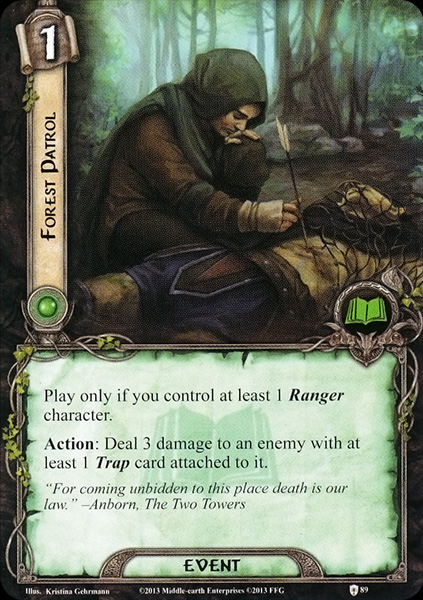 1
FOREST PATROL
Play only if you control at least 1 Ranger
character.
Action: Deal 3 damage to an enemy with at
least 1 Trap card attached to it.
“For coming unbidden to this place death is our
law.” –Anborn, The Two Towers
EVENT
Illus. Kristina Gehrmann ©2013 Middle-earth Enterprises ©2013 FFG 89